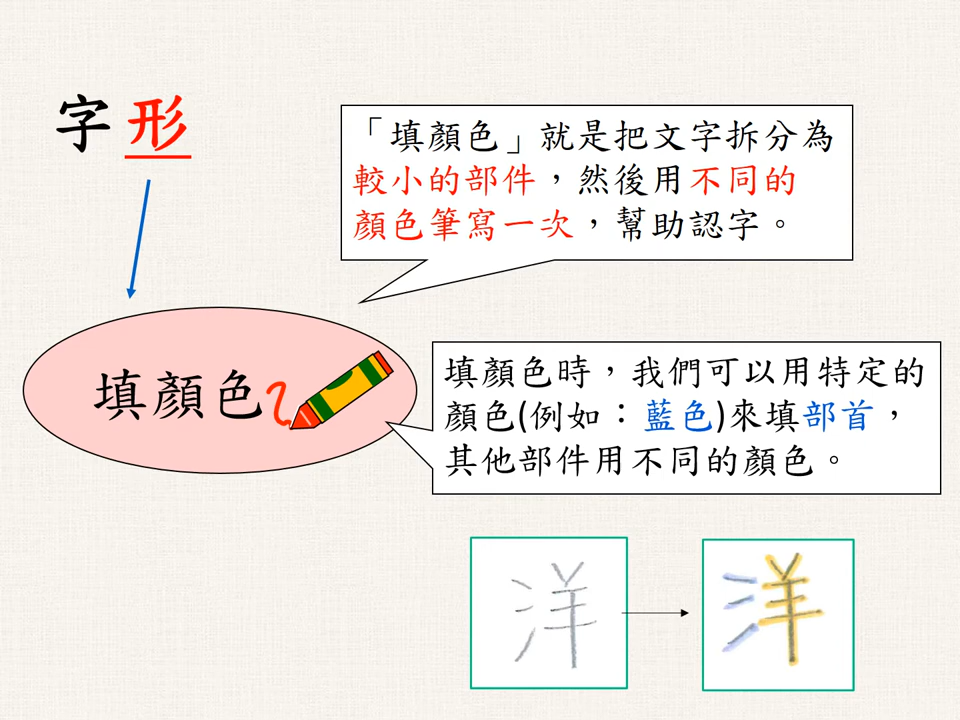 字形
「填顏色」就是把文字拆分為
較小的部件，然後用不同的
顏色筆寫一次，幫助認字。
填顏色
填顏色時，我們可以用特定的
顏色(例如：藍色)來填部首，
其他部件用不同的顏色。
洋
洋